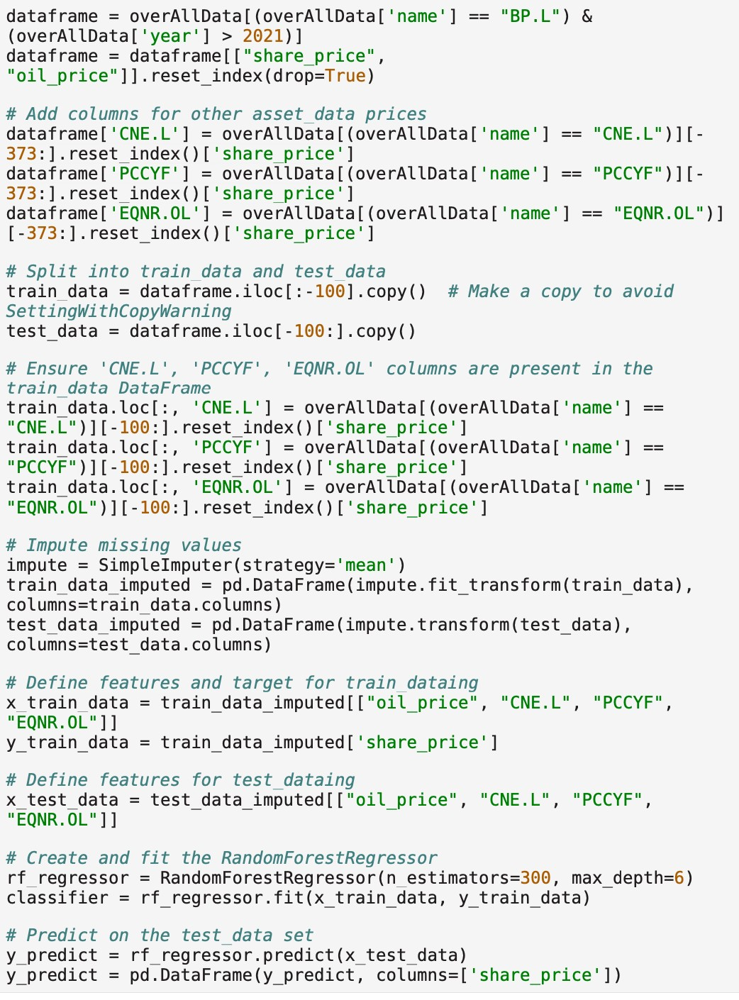 dataframe = overAllData[(overAllData['name'] == "BP.L") &
(overAllData['year'] > 2021)]
dataframe = dataframe[["share_price",
"oil_price"]].reset_index(drop=True)
# Add columns for other asset_data prices
dataframe['CNE.L'] = overAllData[(overAllData['name'] == "CNE.L")][-
373:].reset_index()['share_price']
dataframe['PCCYF'] = overAllData[(overAllData['name'] == "PCCYF")][-
373:].reset_index()['share_price']
dataframe['EQNR.OL'] = overAllData[(overAllData['name'] == "EQNR.OL")]
[-373:].reset_index()['share_price']
# Split into train_data and test_data
train_data = dataframe.iloc[:-100].copy()  # Make a copy to avoid
SettingWithCopyWarning
test_data = dataframe.iloc[-100:].copy()
# Ensure 'CNE.L', 'PCCYF', 'EQNR.OL' columns are present in the
train_data DataFrame
train_data.loc[:, 'CNE.L'] = overAllData[(overAllData['name'] ==
"CNE.L")][-100:].reset_index()['share_price']
train_data.loc[:, 'PCCYF'] = overAllData[(overAllData['name'] ==
"PCCYF")][-100:].reset_index()['share_price']
train_data.loc[:, 'EQNR.OL'] = overAllData[(overAllData['name'] ==
"EQNR.OL")][-100:].reset_index()['share_price']
# Impute missing values
impute = SimpleImputer(strategy='mean')
train_data_imputed = pd.DataFrame(impute.fit_transform(train_data),
columns=train_data.columns)
test_data_imputed = pd.DataFrame(impute.transform(test_data),
columns=test_data.columns)
# Define features and target for train_dataing
x_train_data = train_data_imputed[["oil_price", "CNE.L", "PCCYF",
"EQNR.OL"]]
y_train_data = train_data_imputed['share_price']
# Define features for test_dataing
x_test_data = test_data_imputed[["oil_price", "CNE.L", "PCCYF",
"EQNR.OL"]]
# Create and fit the RandomForestRegressor
rf_regressor = RandomForestRegressor(n_estimators=300, max_depth=6)
classifier = rf_regressor.fit(x_train_data, y_train_data)
# Predict on the test_data set
y_predict = rf_regressor.predict(x_test_data)
y_predict = pd.DataFrame(y_predict, columns=['share_price'])